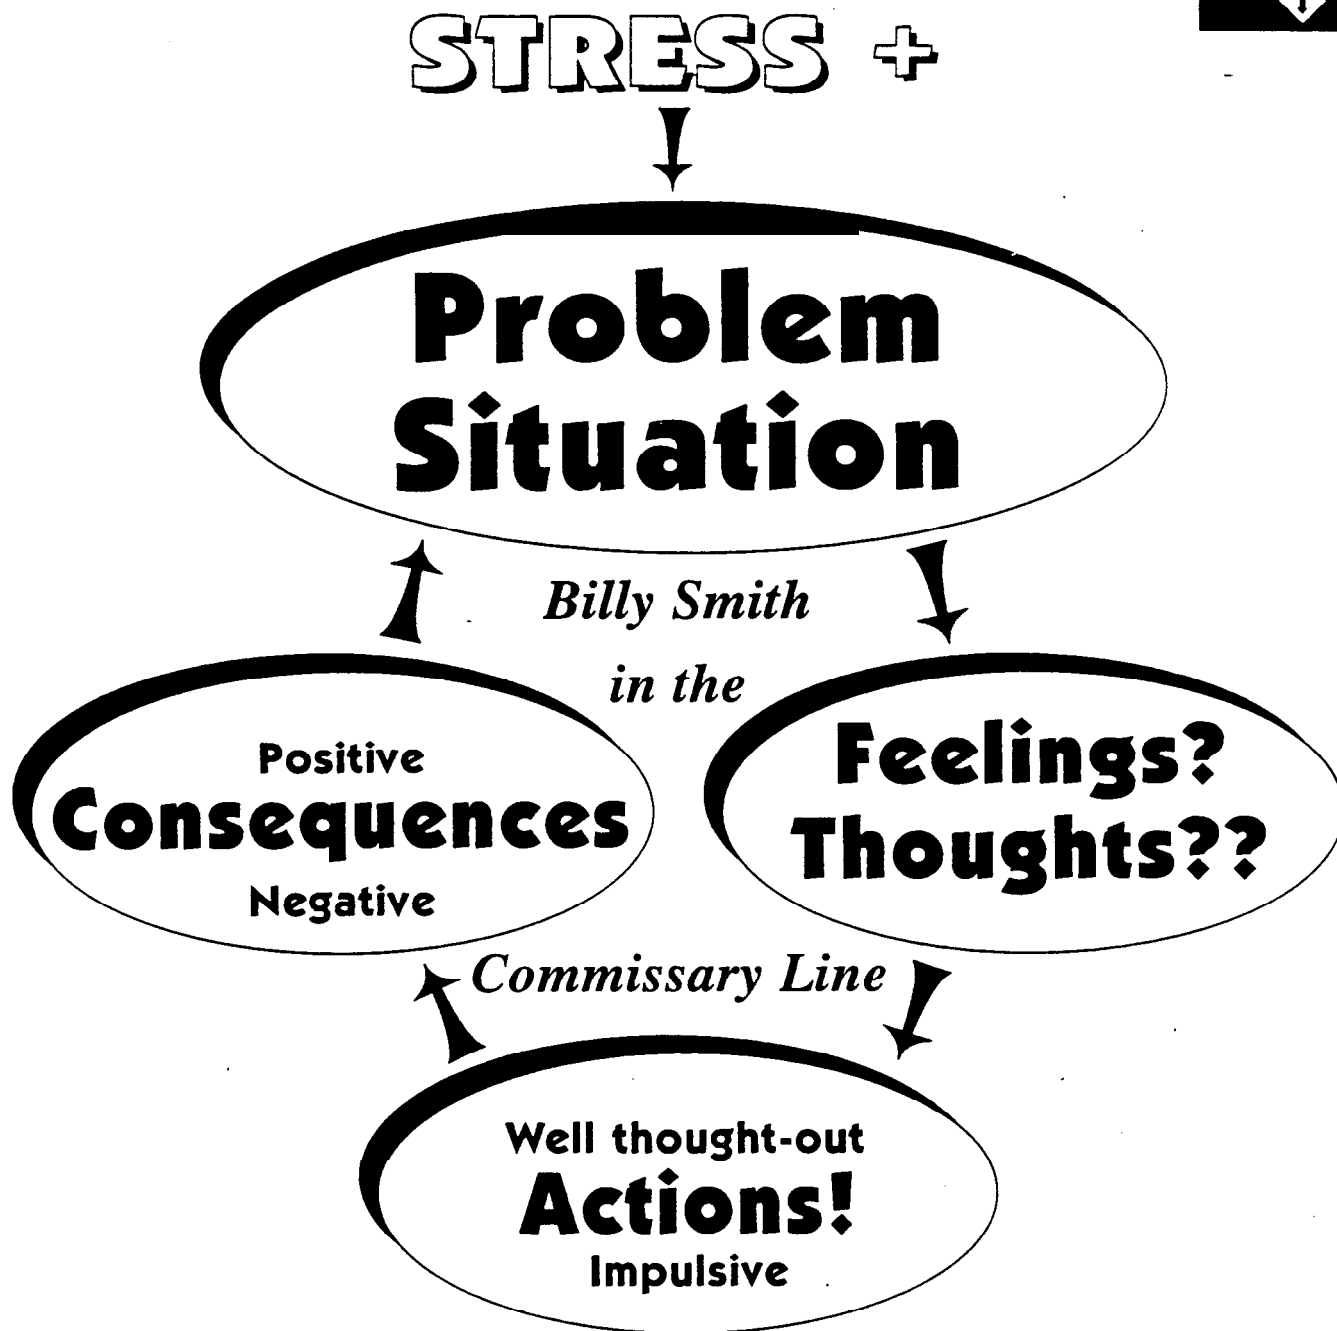 STRESS +
Problem
Situation
Billy Smith
in the
Positive
Consequences
Negative
Feelings?
Thoughts??
Commissary Line
Well thought-out
Actions!
Impulsive